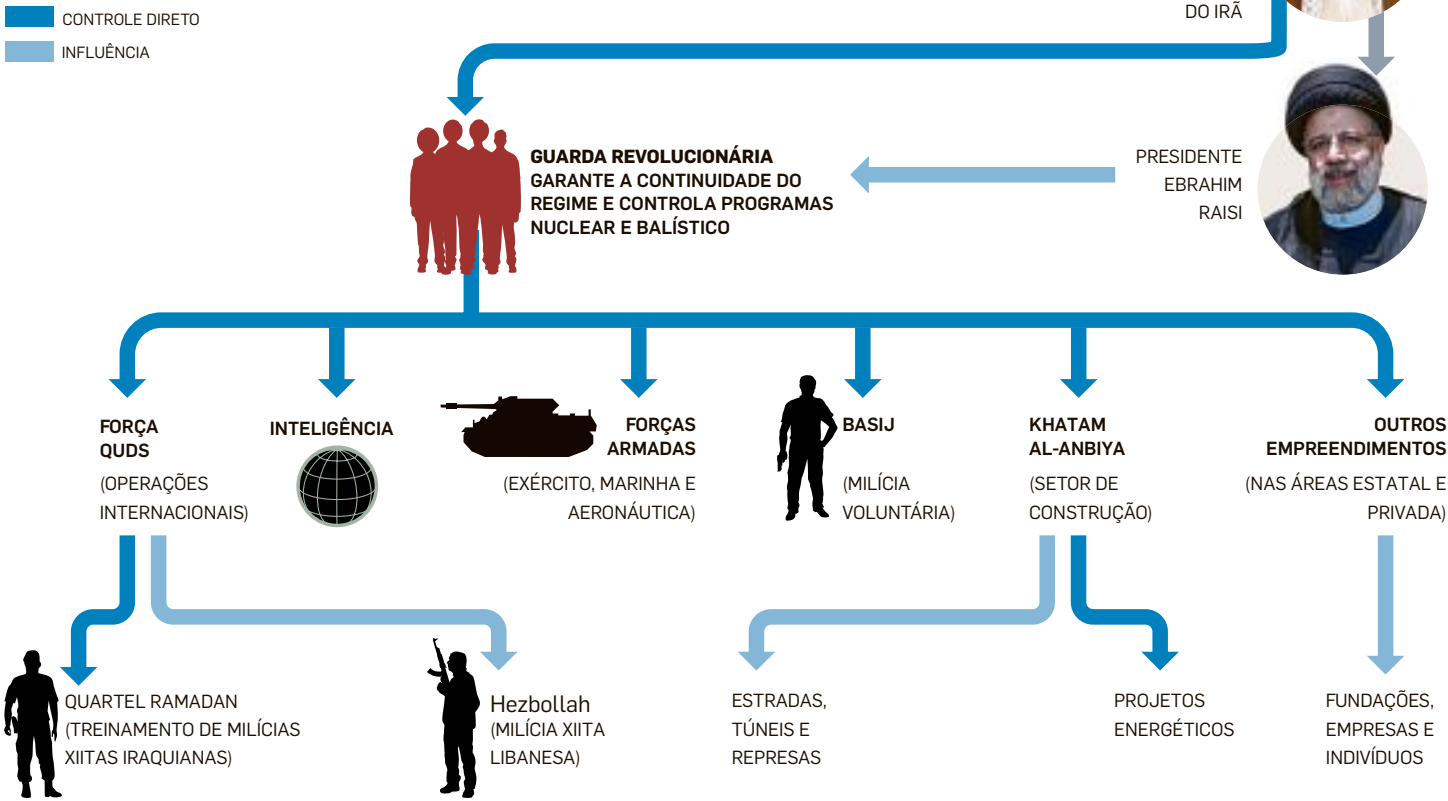 CONTROLE DIRETO
INFLUÊNCIA
DO IRÃ
PRESIDENTE
EBRAHIM
RAISI
GUARDA REVOLUCIONÁRIA
GARANTE A CONTINUIDADE DO
REGIME E CONTROLA PROGRAMAS
NUCLEAR E BALÍSTICO
FORÇA
QUDS
(OPERAÇÕES
INTERNACIONAIS)
INTELIGÊNCIA
FORÇAS
ARMADAS
(EXÉRCITO, MARINHA E
AERONÁUTICA)
BASIJ
(MILÍCIA
VOLUNTÁRIA)
KHATAM
AL-ANBIYA
(SETOR DE
CONSTRUÇÃO)
OUTROS
EMPREENDIMENTOS
(NAS ÁREAS ESTATAL E
PRIVADA)
QUARTEL RAMADAN
(TREINAMENTO DE MILÍCIAS
XIITAS IRAQUIANAS)
Hezbollah
(MILÍCIA XIITA
LIBANESA)
ESTRADAS,
TÚNEIS E
REPRESAS
PROJETOS
ENERGÉTICOS
FUNDAÇÕES,
EMPRESAS E
INDIVÍDUOS